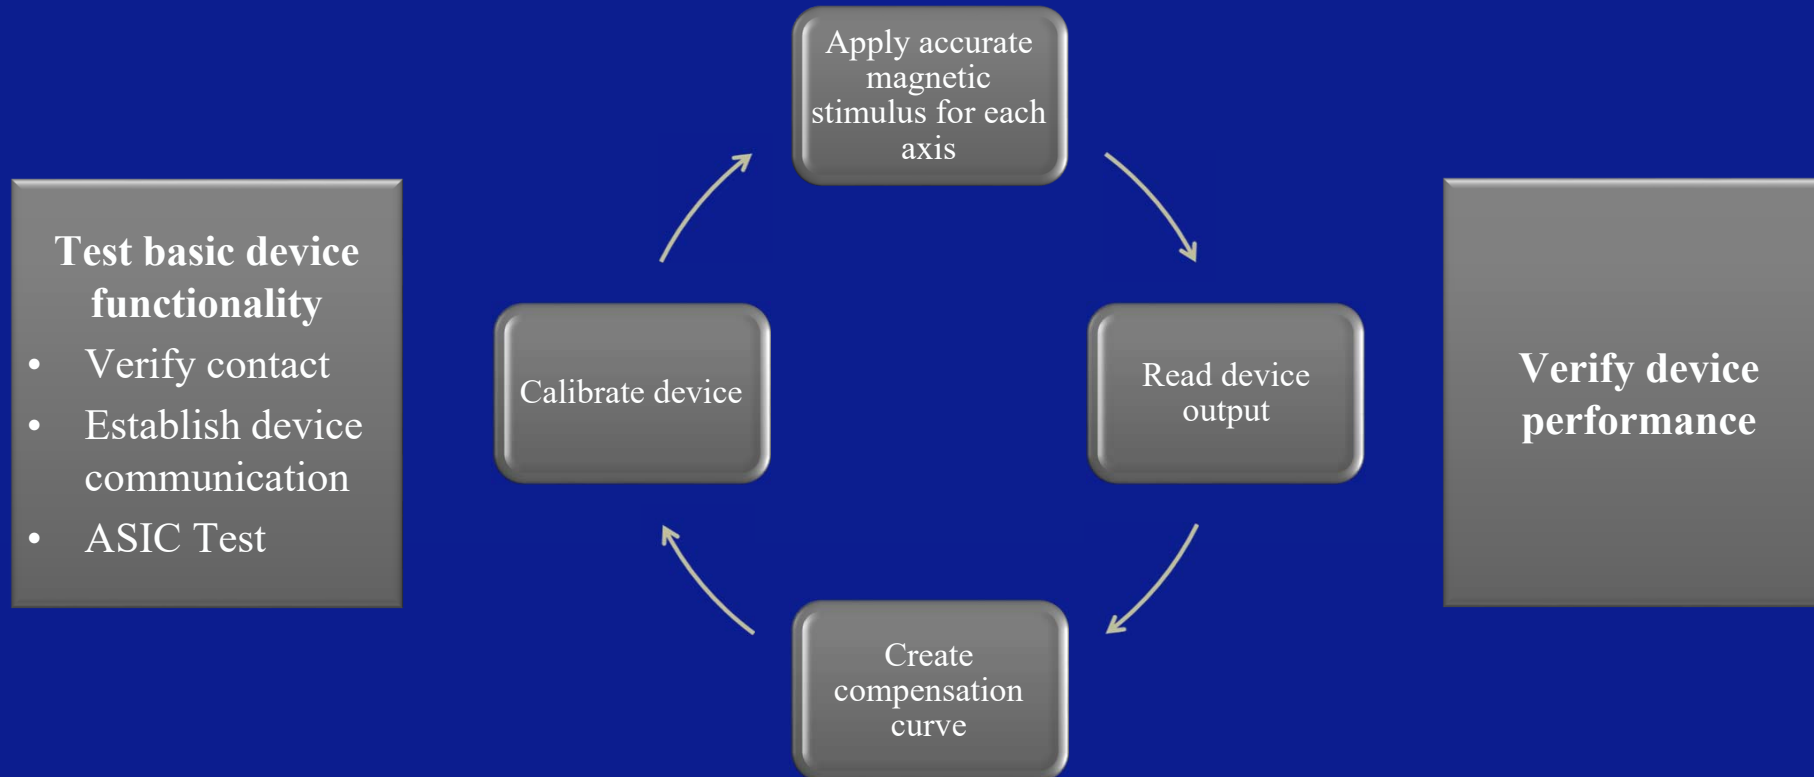 Test basic device
functionality
• Verify contact
• Establish device
communication
• ASIC Test
Apply accurate
magnetic
stimulus for each
axis
Read device
output
Create
compensation
curve
Calibrate device
Verify device
performance